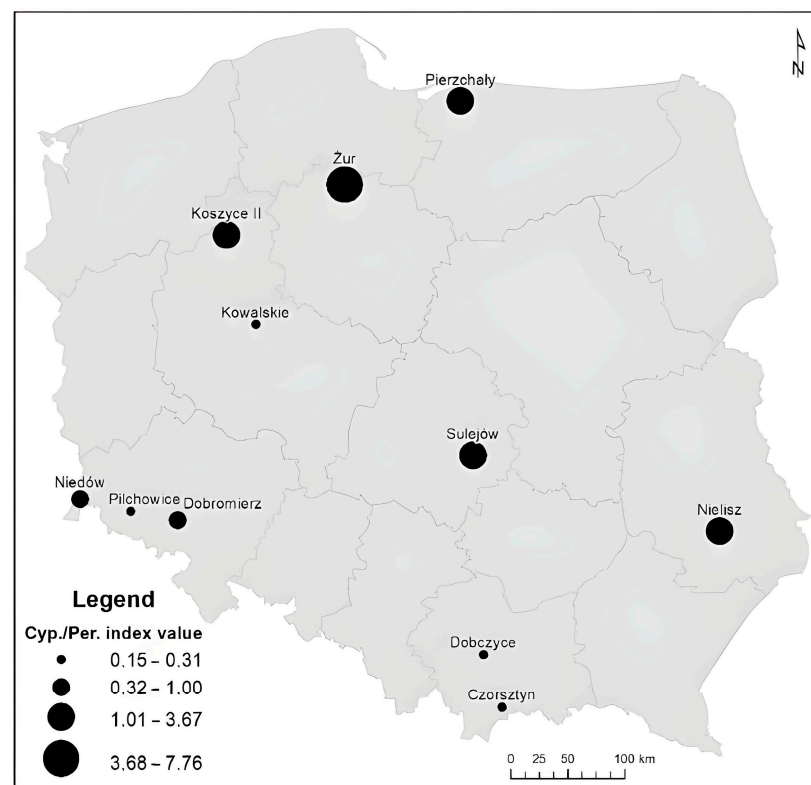 Pierzchały
Żur
Koszyce II
Kowalskie
Sulejów
Niedów
Pilchowice
Dobromierz
Nielisz
Dobczyce
Czorsztyn
N
Legend
Cyp./Per. index value
0.15 – 0.31
0.32 – 1.00
1.01 – 3.67
3.68 – 7.76
0 25 50 100 km